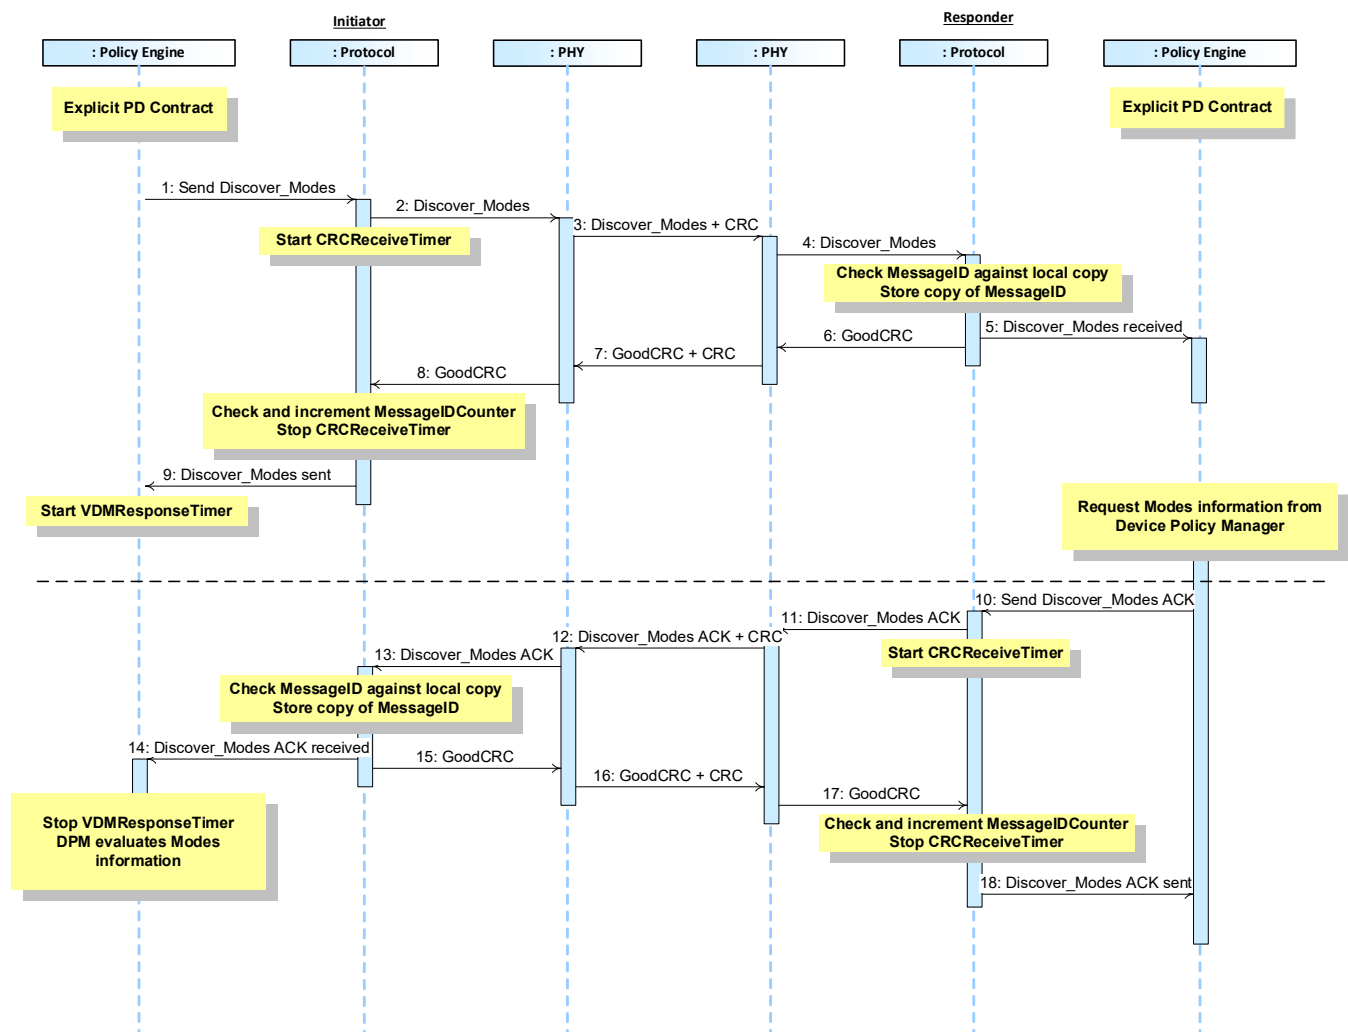 Initiator
Responder
: Policy Engine
: Protocol
: PHY
: PHY
: Protocol
: Policy Engine
Explicit PD Contract
Explicit PD Contract
1: Send Discover_Modes
2: Discover_Modes
3: Discover_Modes + CRC
Start CRCReceiveTimer
4: Discover_Modes
Check MessageID against local copy
Store copy of MessageID
5: Discover_Modes received
6: GoodCRC
7: GoodCRC + CRC
8: GoodCRC
Check and increment MessageIDCounter
Stop CRCReceiveTimer
9: Discover_Modes sent
Start VDMResponseTimer
Request Modes information from
Device Policy Manager
10: Send Discover_Modes ACK
11: Discover_Modes ACK
12: Discover_Modes ACK + CRC
Start CRCReceiveTimer
13: Discover_Modes ACK
Check MessageID against local copy
Store copy of MessageID
14: Discover_Modes ACK received
15: GoodCRC
16: GoodCRC + CRC
17: GoodCRC
Stop VDMResponseTimer
DPM evaluates Modes
information
Check and increment MessageIDCounter
Stop CRCReceiveTimer
18: Discover_Modes ACK sent